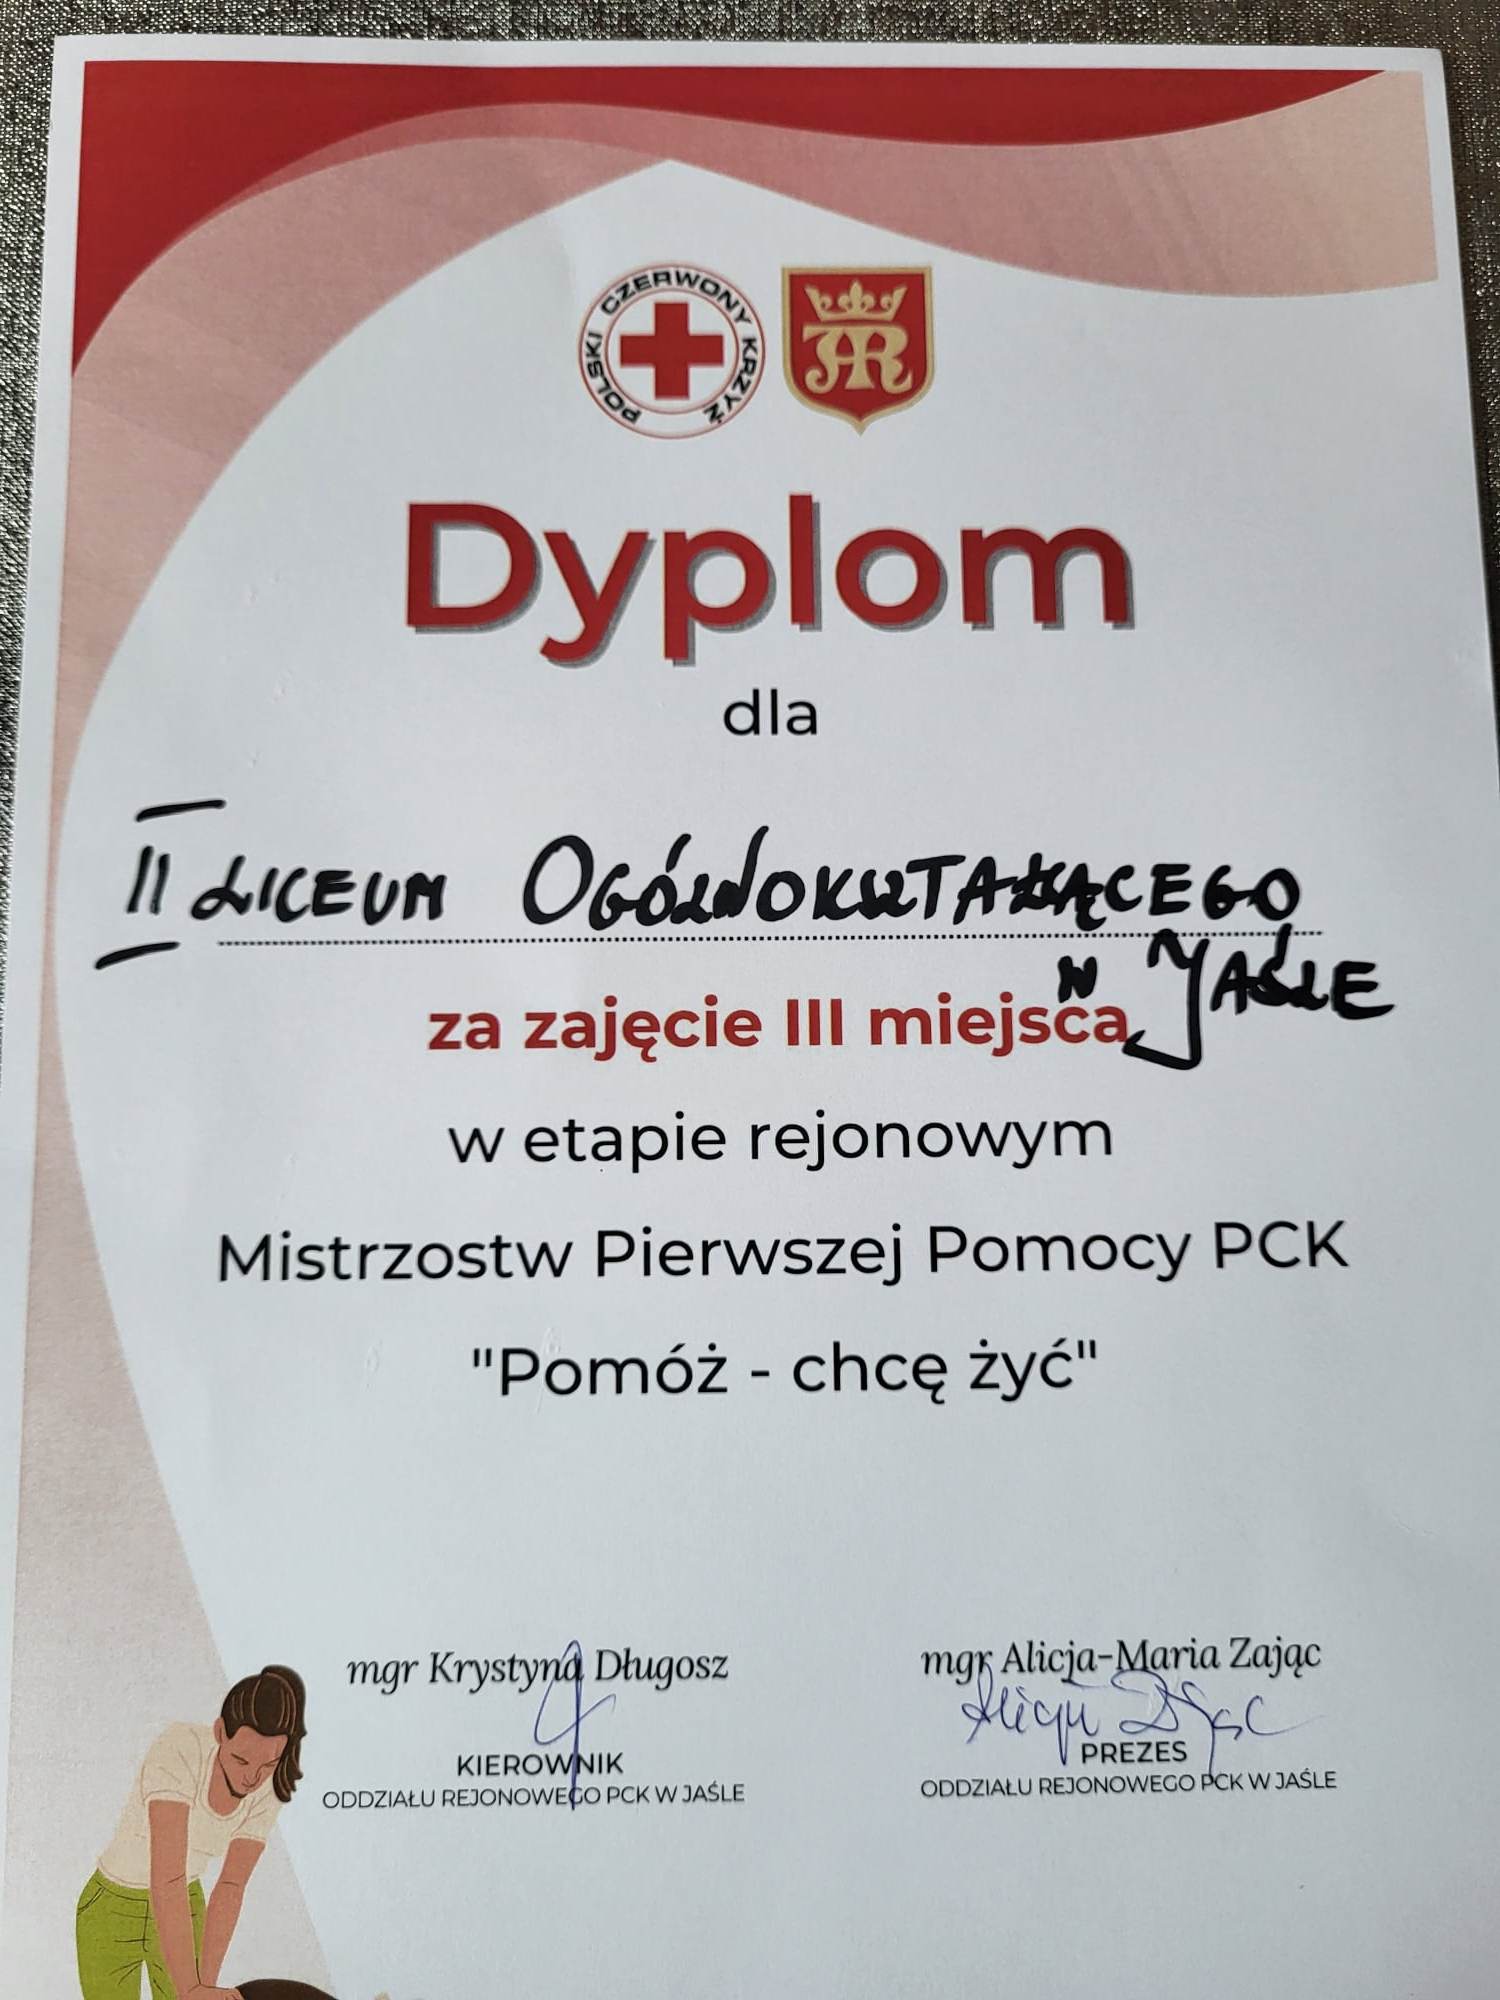 POLSKI CZERWONY KRZYŻ
Dyplom
dla
II LICEUM OGÓLNOKSZTAŁCĄCEGO
W JAŚLE
za zajęcie III miejsca
w etapie rejonowym
Mistrzostw Pierwszej Pomocy PCK
"Pomóż - chcę żyć"
mgr Krystyna Długosz
KIEROWNIK
ODDZIAŁU REJONOWEGO PCK W JAŚLE
mgr Alicja-Maria Zając
Alicja Zając
PREZES
ODDZIAŁU REJONOWEGO PCK W JAŚLE